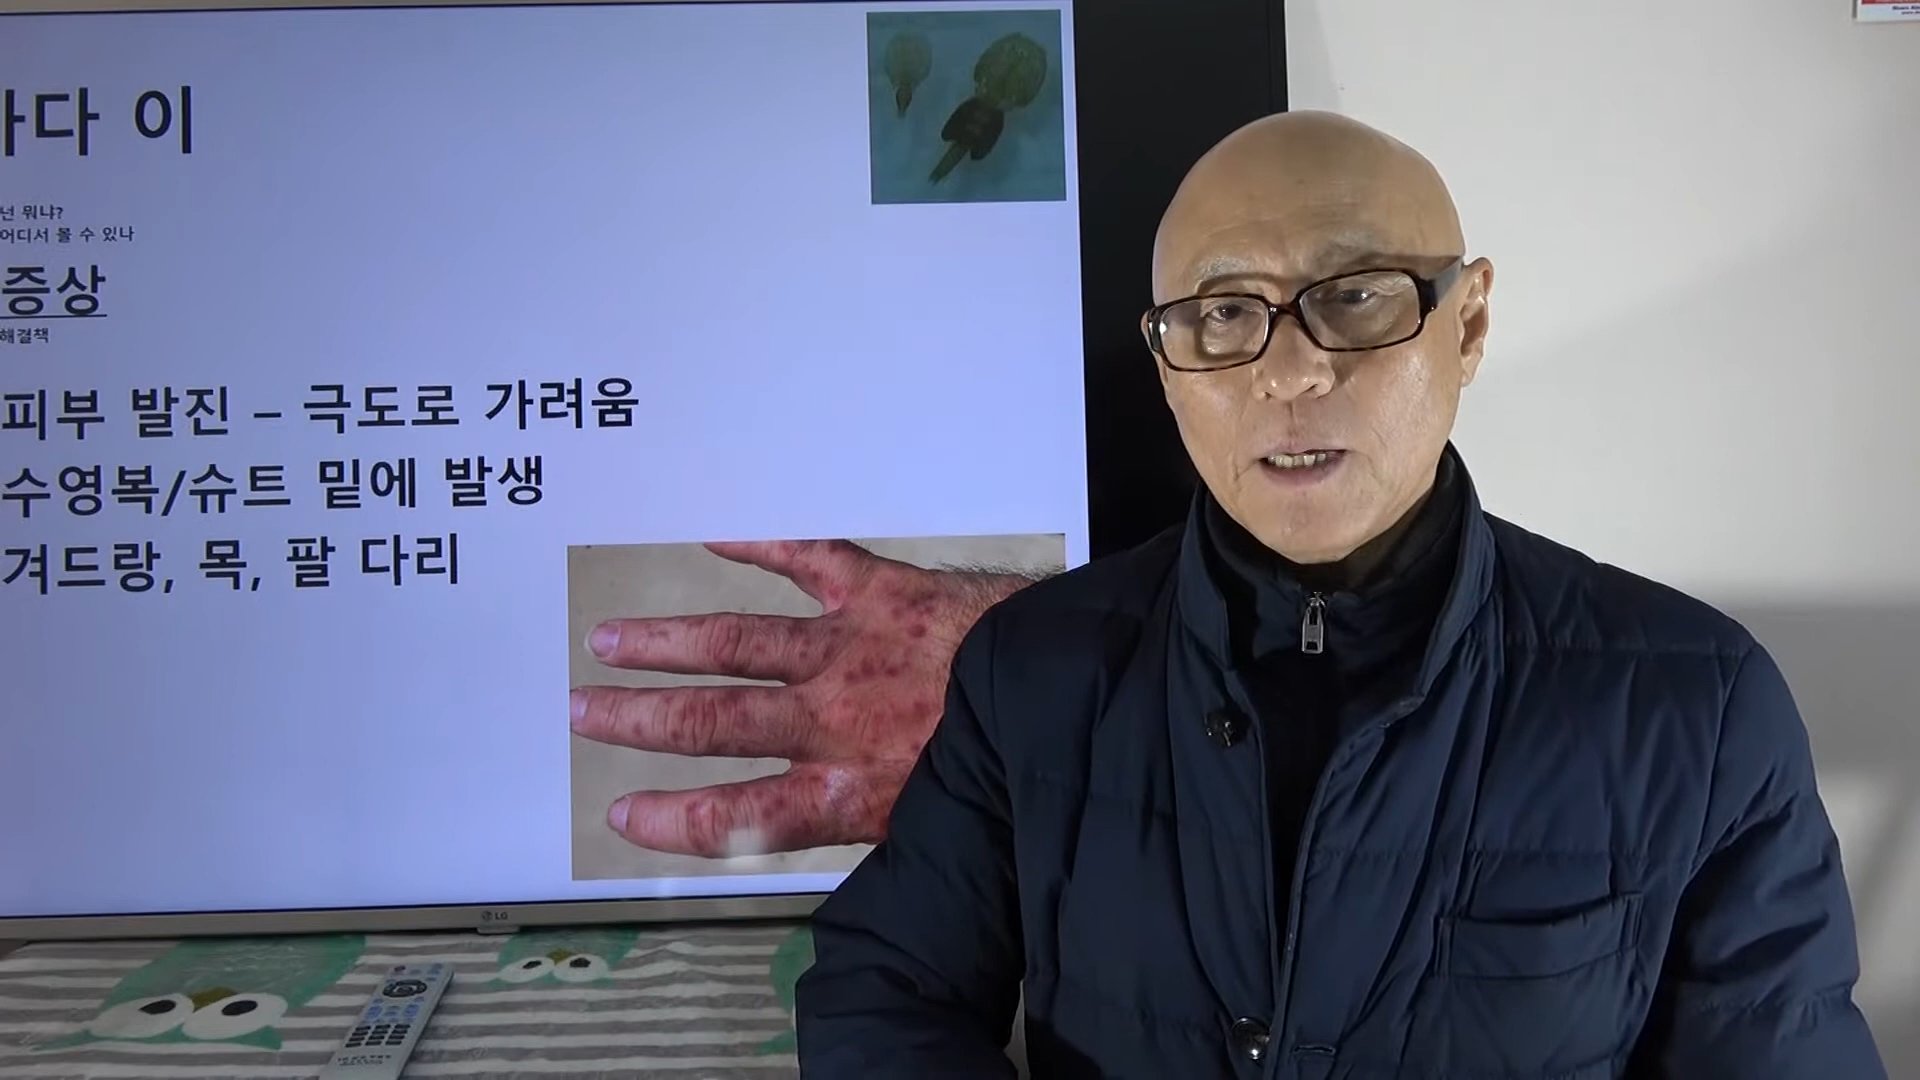 다 이
넌 뭐냐?
어디서 볼 수 있나
증상
해결책
피부 발진 – 극도로 가려움
수영복/슈트 밑에 발생
겨드랑, 목, 팔 다리
LG